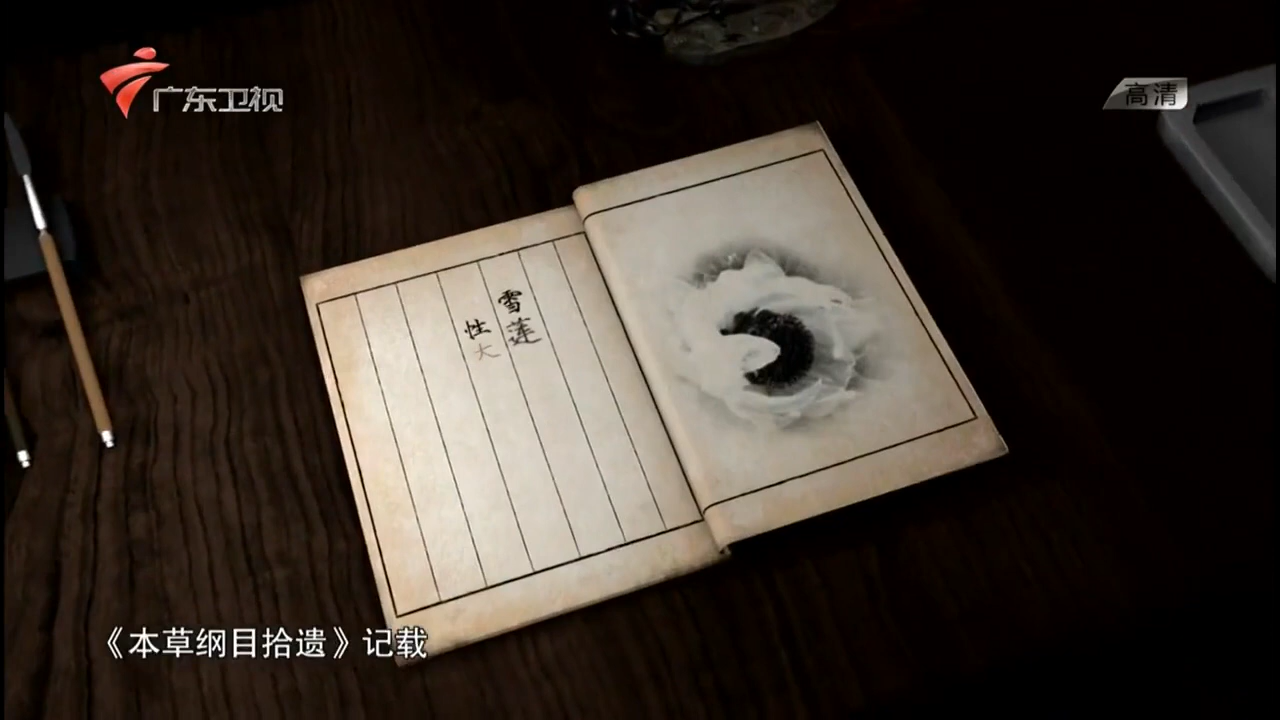 广东卫视
高清
雪莲
性大
《本草纲目拾遗》记载